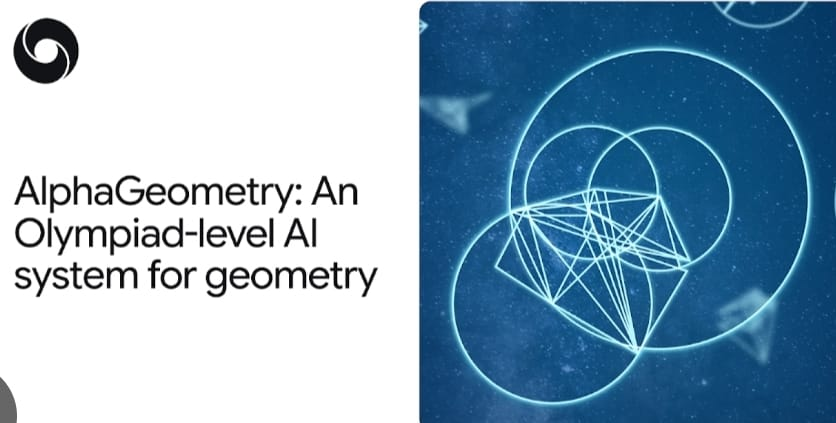 AlphaGeometry: An
Olympiad-level AI
system for geometry